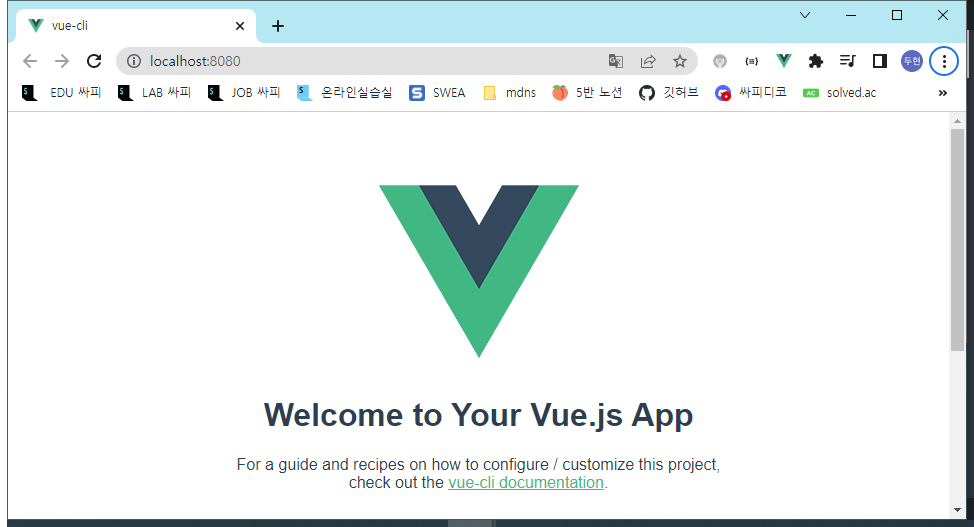 vue-cli
localhost:8080
두현
EDU 싸피 LAB 싸피 JOB 싸피 온라인실습실 SWEA mdns 5반 노션 깃허브 싸피디코 AC solved.ac »
Welcome to Your Vue.js App
For a guide and recipes on how to configure / customize this project,
check out the vue-cli documentation.